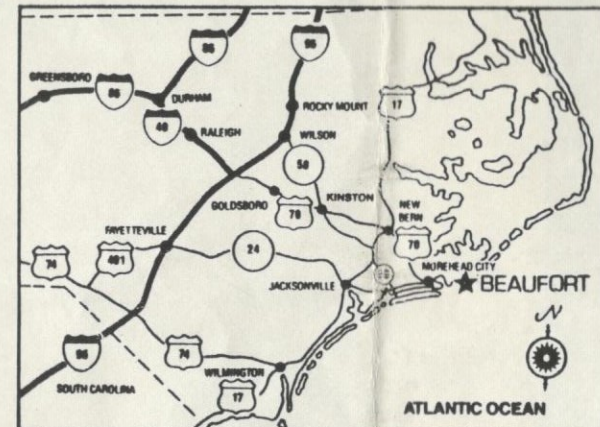 85
95
GREENSBORO
85
DURHAM
17
ROCKY MOUNT
40
RALEIGH
WILSON
58
GOLDSBORO
70
KINSTON
NEW
BERN
70
FAYETTEVILLE
74
401
24
MOREHEAD CITY
BEAUFORT
JACKSONVILLE
N
95
74
WILMINGTON
SOUTH CAROLINA
17
ATLANTIC OCEAN